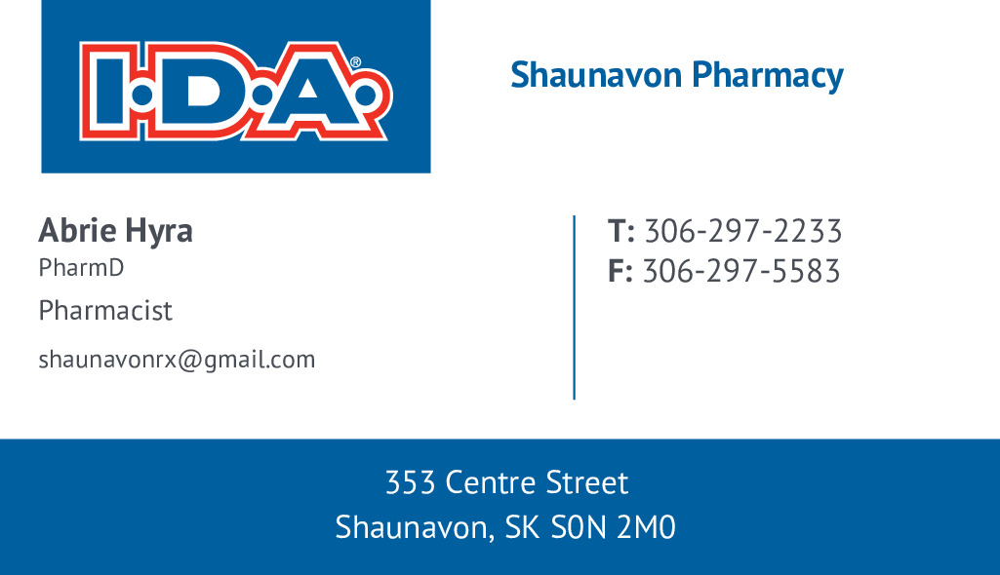 I·D·A·®
Shaunavon Pharmacy
Abrie Hyra
PharmD
Pharmacist
shaunavonrx@gmail.com
T: 306-297-2233
F: 306-297-5583
353 Centre Street
Shaunavon, SK S0N 2M0